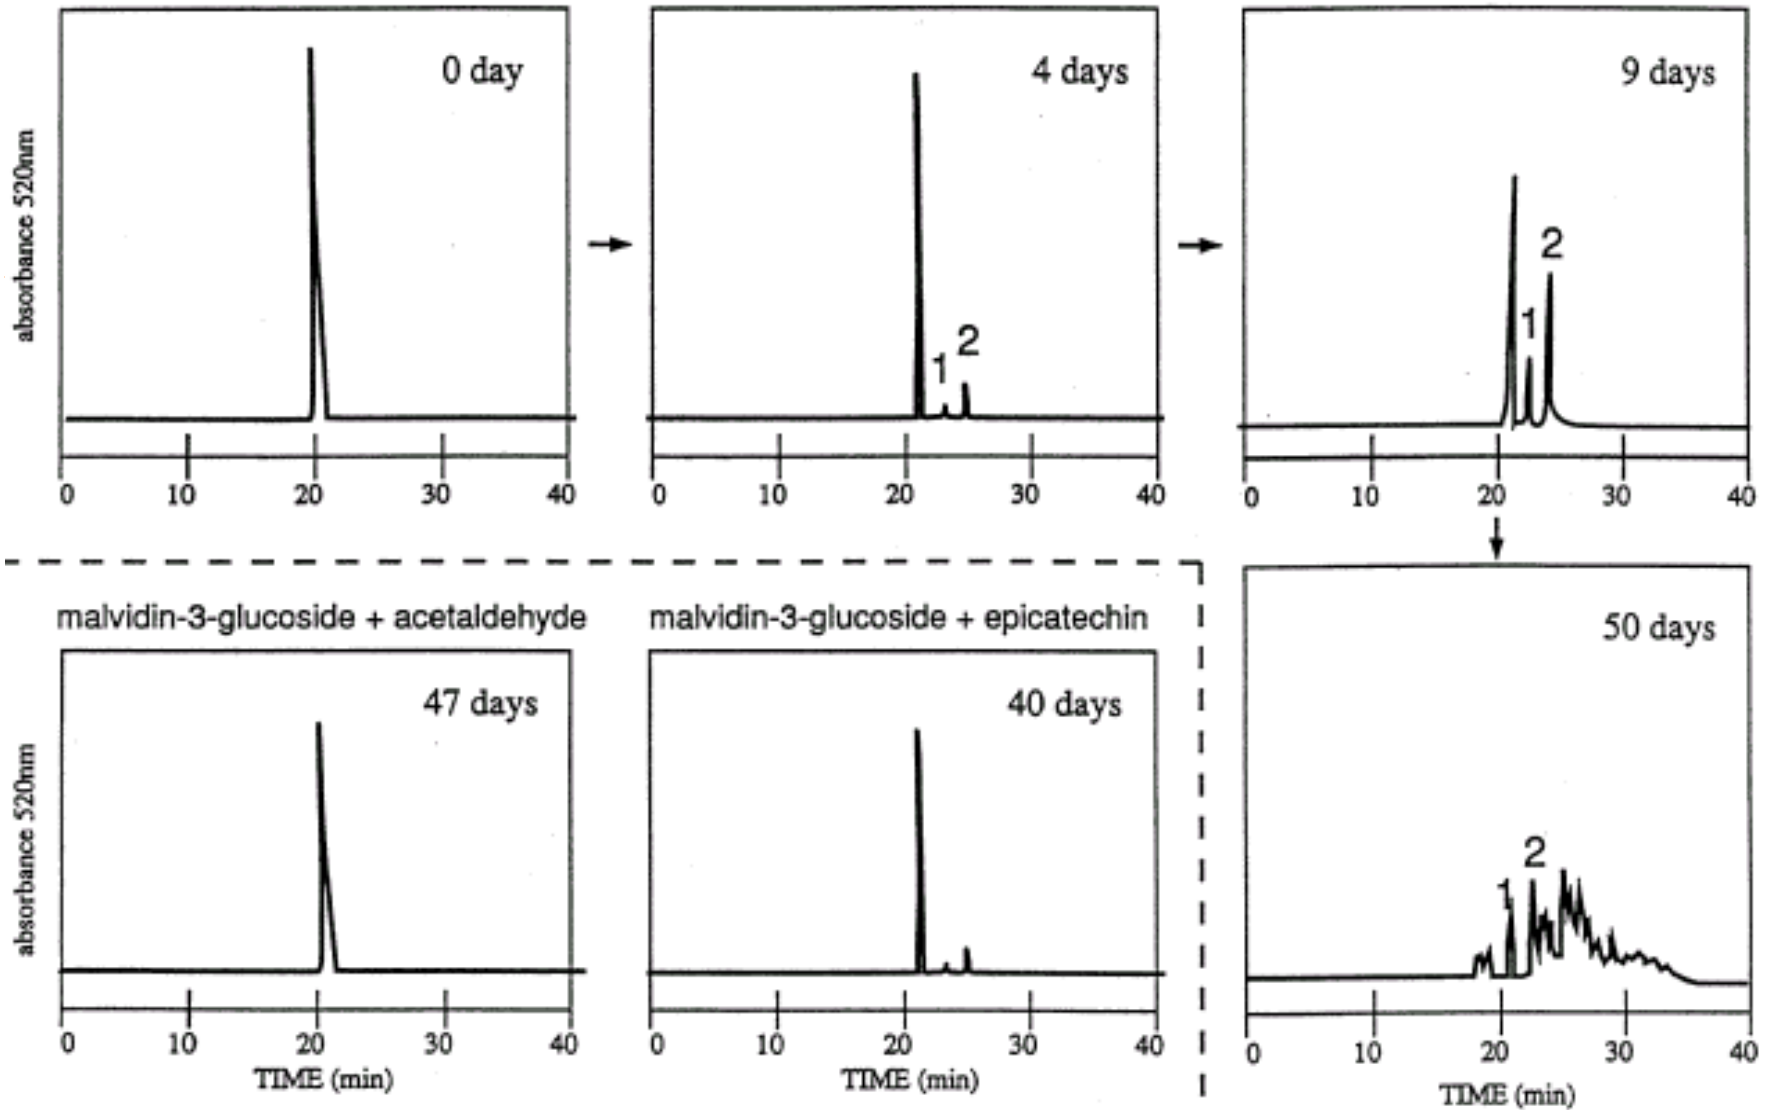 0 day
4 days
9 days
absorbance 520nm
1
2
1
2
0 10 20 30 40
0 10 20 30 40
0 10 20 30 40
malvidin-3-glucoside + acetaldehyde
malvidin-3-glucoside + epicatechin
50 days
47 days
40 days
absorbance 520nm
1
2
0 10 20 30 40
0 10 20 30 40
0 10 20 30 40
TIME (min)
TIME (min)
TIME (min)